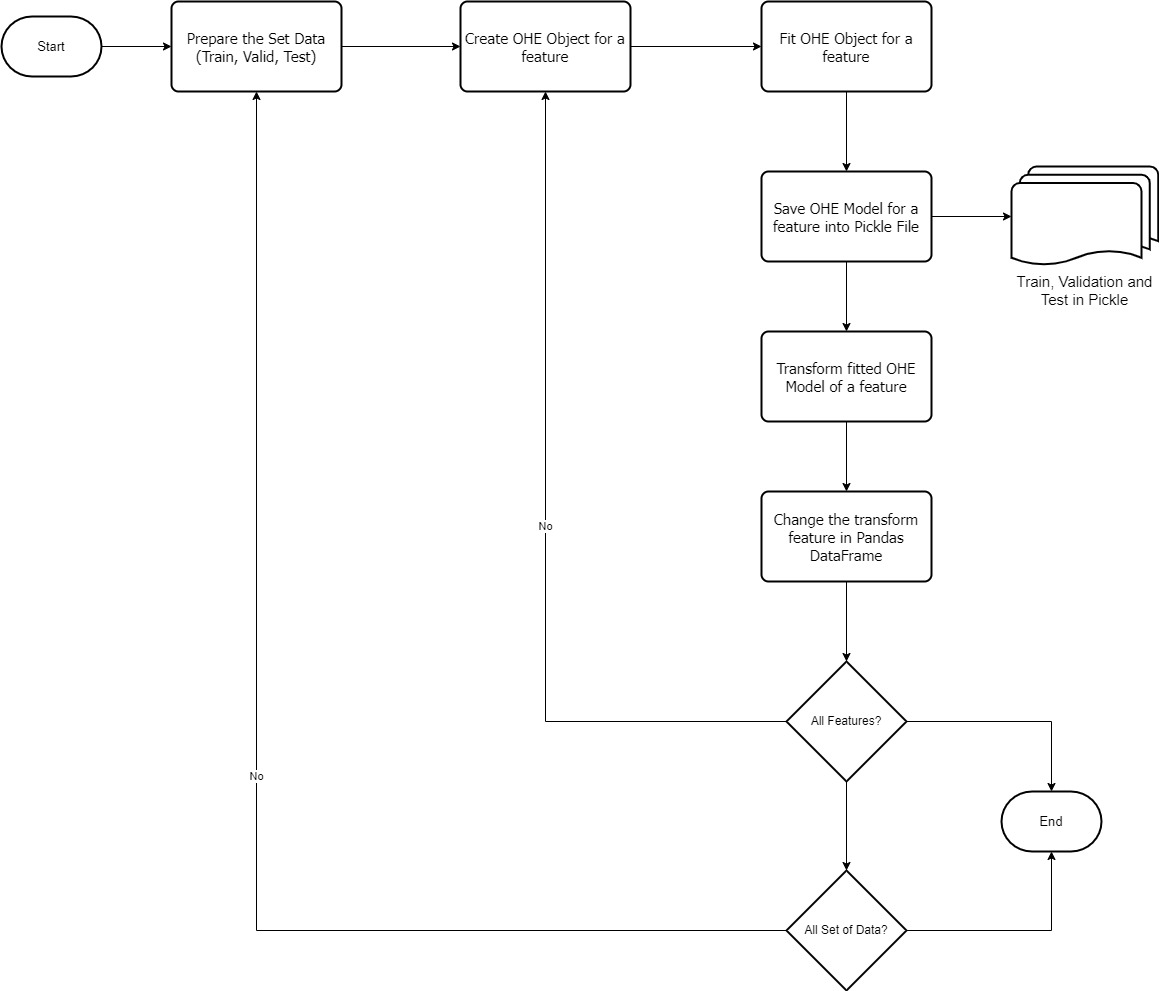 Start
Prepare the Set Data
(Train, Valid, Test)
Create OHE Object for a
feature
Fit OHE Object for a
feature
Save OHE Model for a
feature into Pickle File
Train, Validation and
Test in Pickle
Transform fitted OHE
Model of a feature
Change the transform
feature in Pandas
DataFrame
No
All Features?
No
End
All Set of Data?